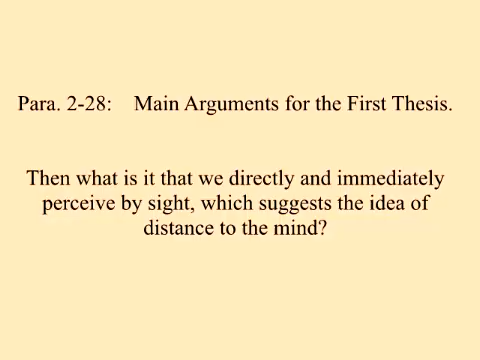 Para. 2-28: Main Arguments for the First Thesis.
Then what is it that we directly and immediately
perceive by sight, which suggests the idea of
distance to the mind?